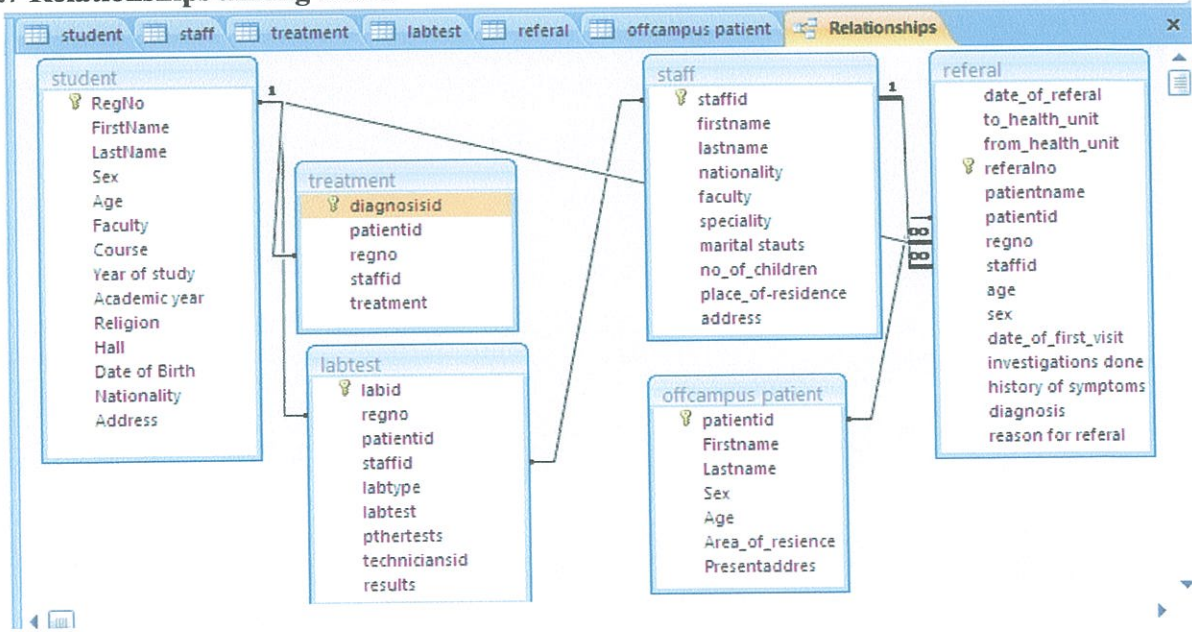 student staff treatment labtest referal offcampus patient Relationships
student
RegNo
FirstName
LastName
Sex
Age
Faculty
Course
Year of study
Academic year
Religion
Hall
Date of Birth
Nationality
Address
1
treatment
diagnosisid
patientid
regno
staffid
treatment
labtest
labid
regno
patientid
staffid
labtype
labtest
pthertests
techniciansid
results
staff
staffid
firstname
lastname
nationality
faculty
speciality
marital stauts
no_of_children
place_of-residence
address
1
∞
∞
offcampus patient
patientid
Firstname
Lastname
Sex
Age
Area_of_resience
Presentaddres
referal
date_of_referal
to_health_unit
from_health_unit
referalno
patientname
patientid
regno
staffid
age
sex
date_of_first_visit
investigations done
history of symptoms
diagnosis
reason for referal